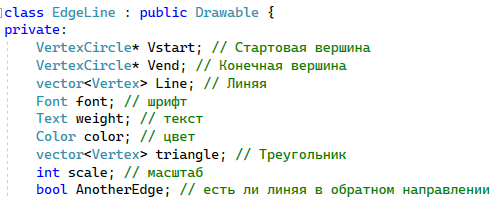 class EdgeLine : public Drawable {
private:
VertexCircle* Vstart; // Стартовая вершина
VertexCircle* Vend; // Конечная вершина
vector<Vertex> Line; // Линяя
Font font; // шрифт
Text weight; // текст
Color color; // цвет
vector<Vertex> triangle; // Треугольник
int scale; // масштаб
bool AnotherEdge; // есть ли линяя в обратном направлении